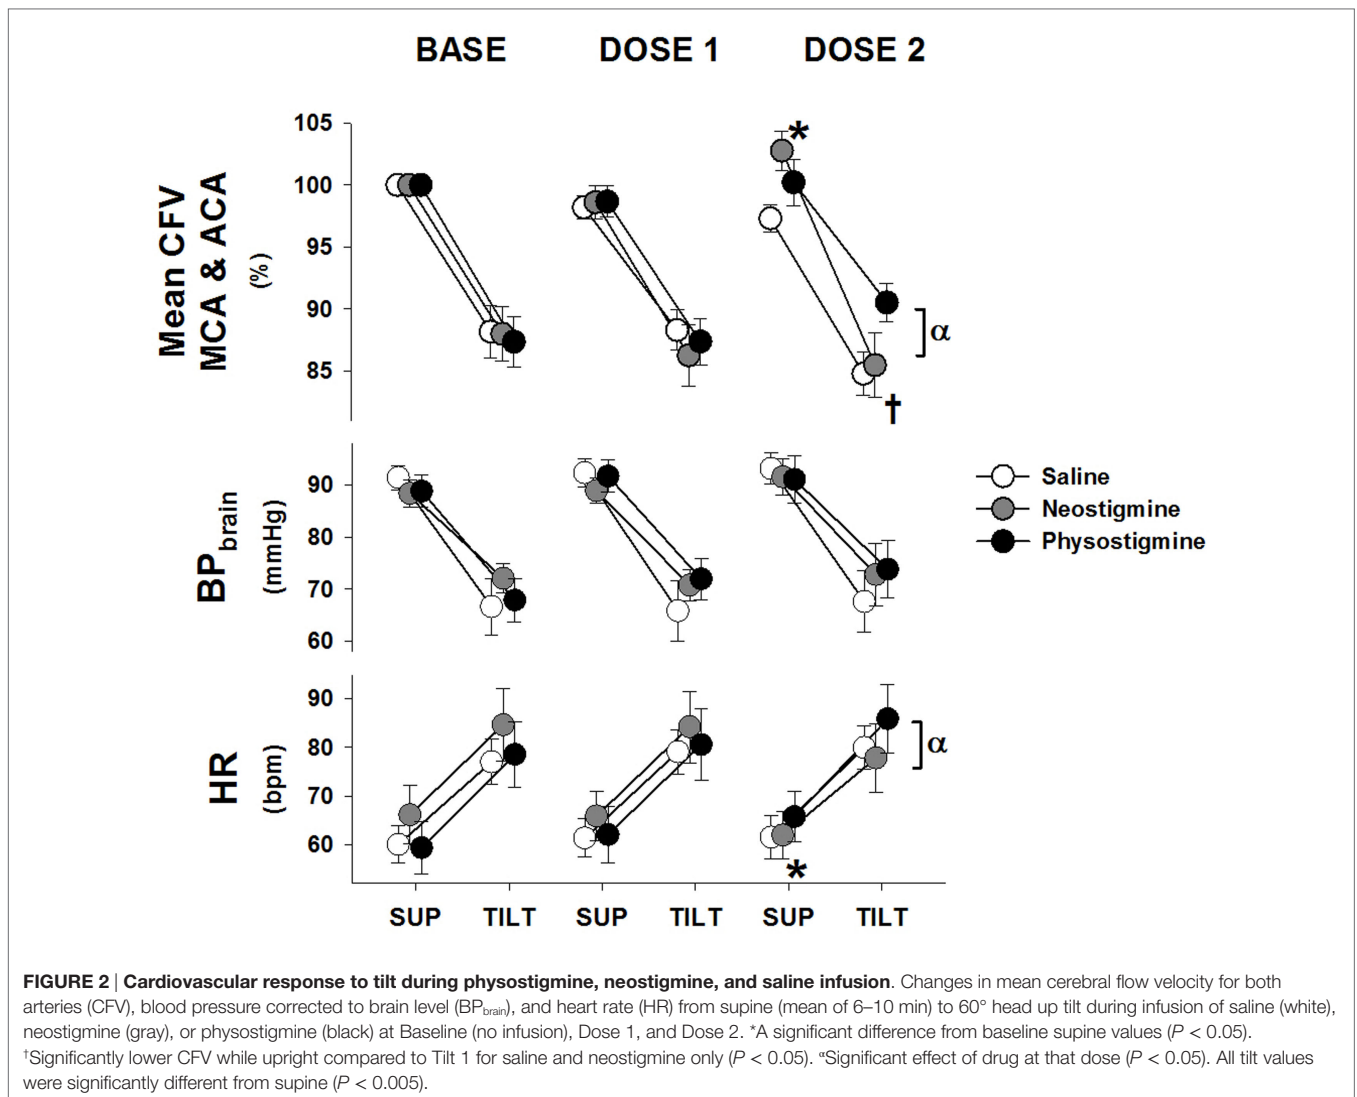 BASE DOSE 1 DOSE 2
Mean CFV
MCA & ACA
(%)
105
100
95
90
85
*
α
†
BPbrain
(mmHg)
90
80
70
60
Saline
Neostigmine
Physostigmine
HR
(bpm)
90
80
70
60
α
*
SUP TILT SUP TILT SUP TILT
FIGURE 2 | Cardiovascular response to tilt during physostigmine, neostigmine, and saline infusion. Changes in mean cerebral flow velocity for both
arteries (CFV), blood pressure corrected to brain level (BPbrain), and heart rate (HR) from supine (mean of 6–10 min) to 60° head up tilt during infusion of saline (white),
neostigmine (gray), or physostigmine (black) at Baseline (no infusion), Dose 1, and Dose 2. *A significant difference from baseline supine values (P < 0.05).
†Significantly lower CFV while upright compared to Tilt 1 for saline and neostigmine only (P < 0.05). αSignificant effect of drug at that dose (P < 0.05). All tilt values
were significantly different from supine (P < 0.005).